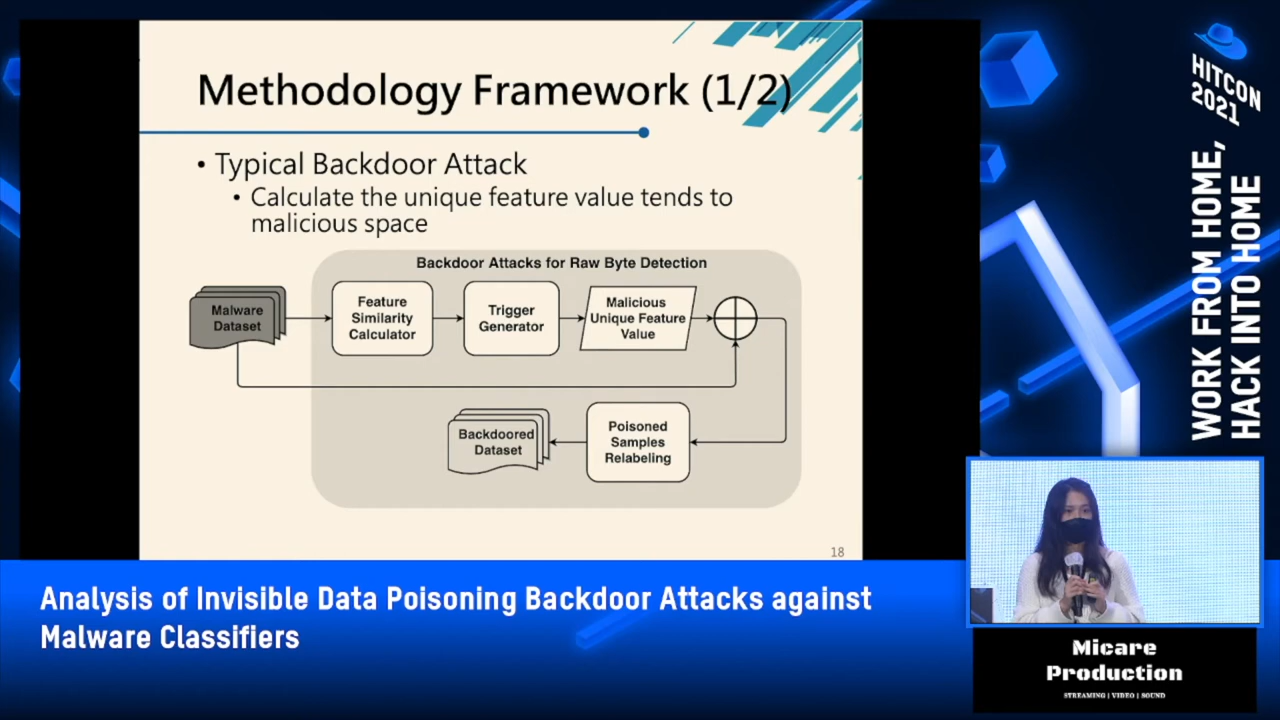 Methodology Framework (1/2)
• Typical Backdoor Attack
• Calculate the unique feature value tends to
malicious space
Backdoor Attacks for Raw Byte Detection
Malware
Dataset
Feature
Similarity
Calculator
Trigger
Generator
Malicious
Unique Feature
Value
Backdoored
Dataset
Poisoned
Samples
Relabeling
18
HITCON
2021
WORK FROM HOME,
HACK INTO HOME
Analysis of Invisible Data Poisoning Backdoor Attacks against
Malware Classifiers
Micare
Production
STREAMING | VIDEO | SOUND